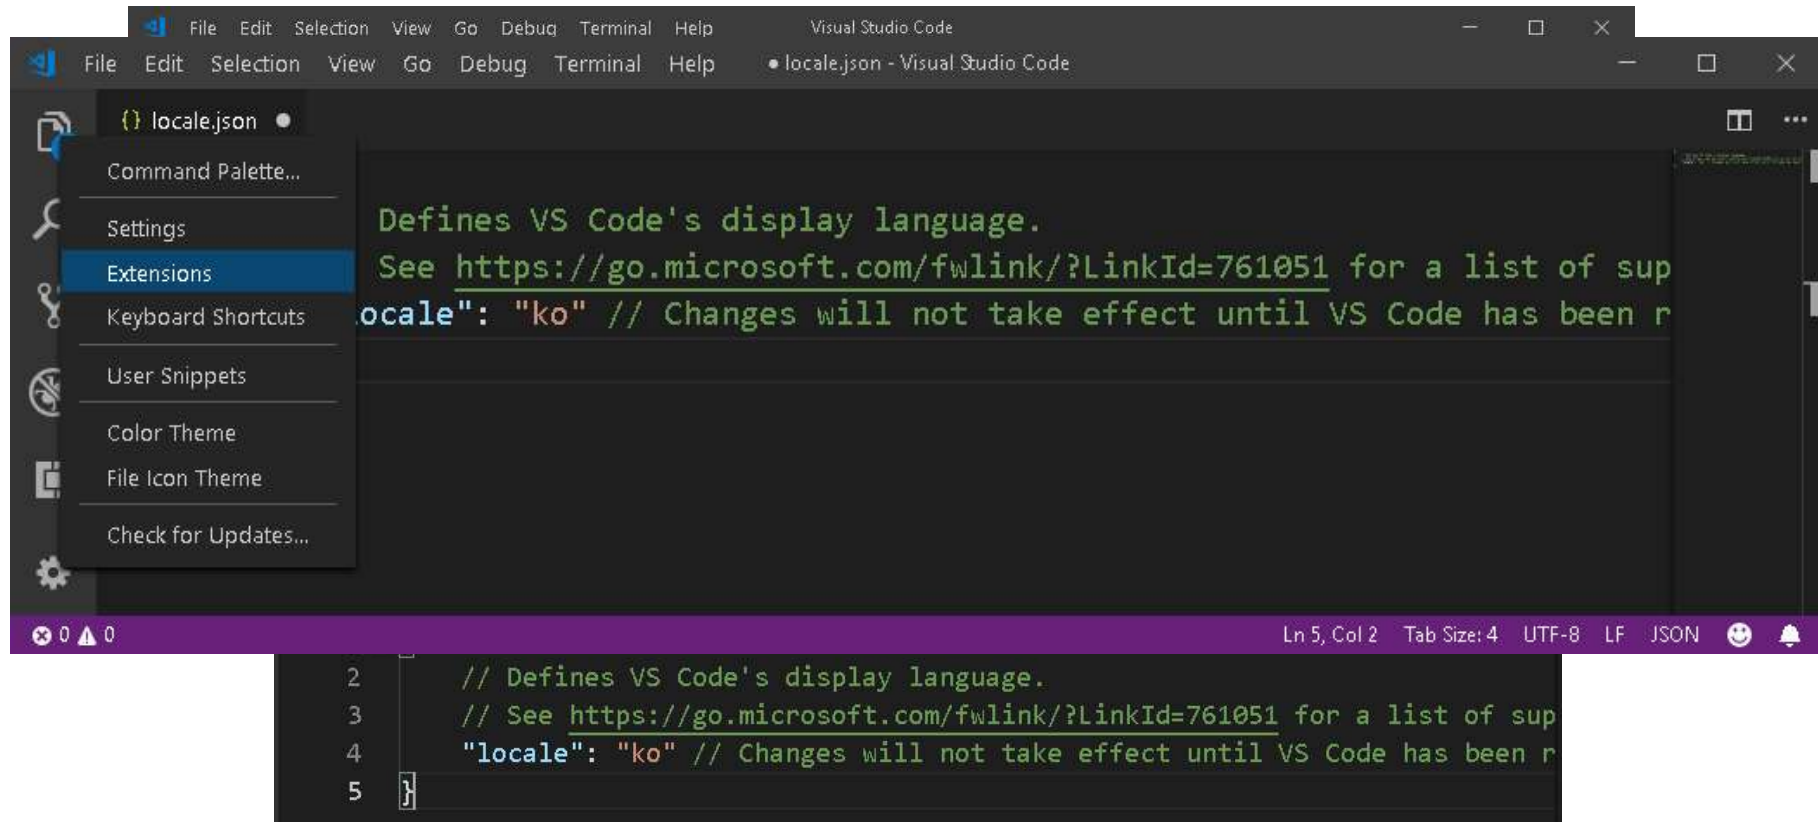 File Edit Selection View Go Debug Terminal Help Visual Studio Code
File Edit Selection View Go Debug Terminal Help ● locale.json - Visual Studio Code
{} locale.json ●
Command Palette...
Settings
Extensions
Keyboard Shortcuts
User Snippets
Color Theme
File Icon Theme
Check for Updates...
Defines VS Code's display language.
See https://go.microsoft.com/fwlink/?LinkId=761051 for a list of sup
ocale": "ko" // Changes will not take effect until VS Code has been r
0 0 Ln 5, Col 2 Tab Size: 4 UTF-8 LF JSON
2 // Defines VS Code's display language.
3 // See https://go.microsoft.com/fwlink/?LinkId=761051 for a list of sup
4 "locale": "ko" // Changes will not take effect until VS Code has been r
5 }